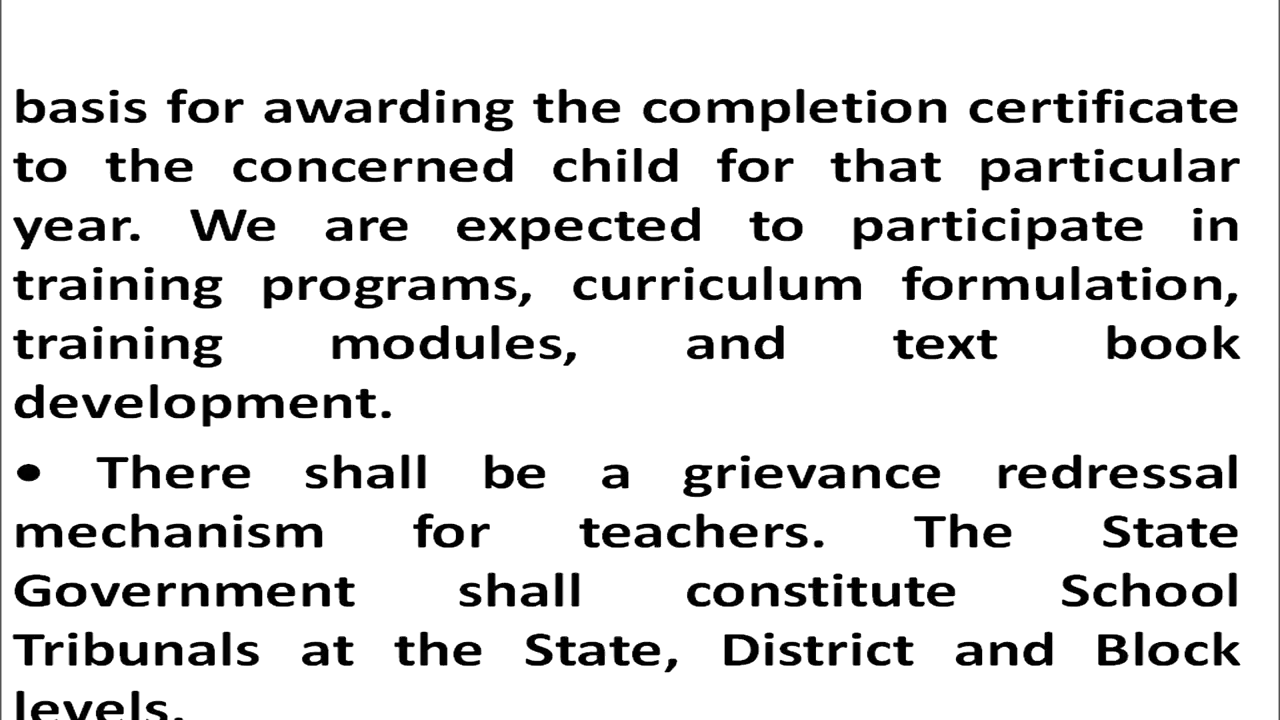 basis for awarding the completion certificate
to the concerned child for that particular
year. We are expected to participate in
training programs, curriculum formulation,
training modules, and text book
development.
• There shall be a grievance redressal
mechanism for teachers. The State
Government shall constitute School
Tribunals at the State, District and Block
levels.